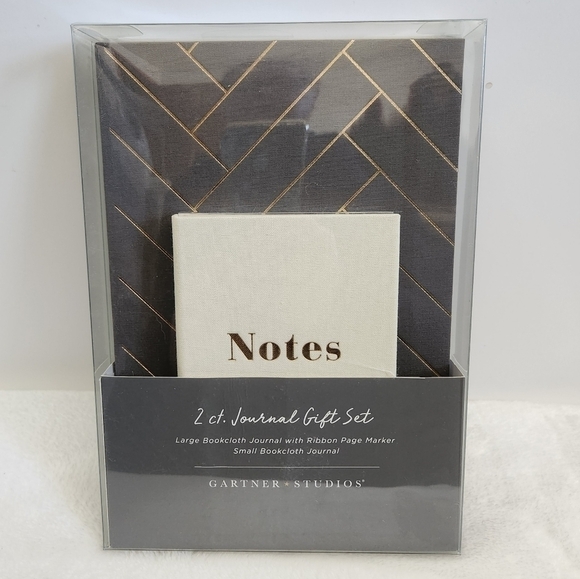 Notes
2 ct. Journal Gift Set
Large Bookcloth Journal with Ribbon Page Marker
Small Bookcloth Journal
GARTNER • STUDIOS®